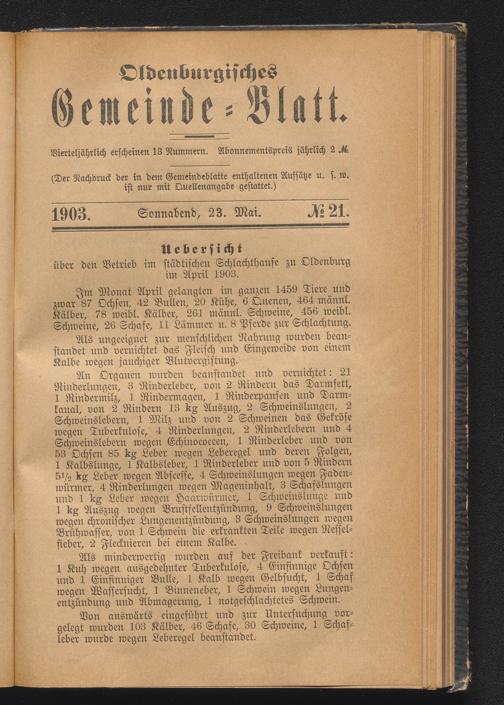 Oldenburgisches
Gemeinde-Blatt.
Vierteljährlich erscheinen 13 Nummern. Abonnementspreis jährlich 2 ℳ.
(Der Nachdruck der in dem Gemeindeblatte enthaltenen Aufsätze u. s. w.
ist nur mit Quellenangabe gestattet.)
1903. Sonnabend, 23. Mai. № 21.
Uebersicht
über den Betrieb im städtischen Schlachthause zu Oldenburg
im April 1903.
Im Monat April gelangten im ganzen 1459 Tiere und
zwar 87 Ochsen, 42 Bullen, 20 Kühe, 6 Quenen, 464 männl.
Kälber, 78 weibl. Kälber, 261 männl. Schweine, 456 weibl.
Schweine, 26 Schafe, 11 Lämmer u. 8 Pferde zur Schlachtung.
Als ungeeignet zur menschlichen Nahrung wurden bean-
standet und vernichtet das Fleisch und Eingeweide von einem
Kalbe wegen jauchiger Blutvergiftung.
An Organen wurden beanstandet und vernichtet: 21
Rinderlungen, 3 Rinderleber, von 2 Rindern das Darmfett,
1 Rindermilz, 1 Rindermagen, 1 Rinderpansen und Darm-
kanal, von 2 Rindern 13 kg Auszug, 2 Schweinslungen, 2
Schweinslebern, 1 Milz und von 2 Schweinen das Gekröse
wegen Tuberkulose, 4 Rinderlungen, 2 Rinderlebern und 4
Schweinslebern wegen Echinococcen, 1 Rinderleber und von
53 Ochsen 85 kg Leber wegen Leberegel und deren Folgen,
1 Kalbslunge, 1 Kalbsleber, 1 Rinderleber und von 5 Rindern
5½ kg Leber wegen Abscesse, 4 Schweinslungen wegen Faden-
würmer, 4 Rinderlungen wegen Mageninhalt, 3 Schafslungen
und 1 kg Leber wegen Haarwürmer, 1 Schweinslunge und
1 kg Auszug wegen Brustfellentzündung, 9 Schweinslungen
wegen chronischer Lungenentzündung, 3 Schweinslungen wegen
Brühwasser, von 1 Schwein die erkrankten Teile wegen Nessel-
fieber, 2 Flecknieren bei einem Kalbe.
Als minderwertig wurden auf der Freibank verkauft:
1 Kuh wegen ausgedehnter Tuberkulose, 4 Einfinnige Ochsen
und 1 Einfinniger Bulle, 1 Kalb wegen Gelbsucht, 1 Schaf
wegen Wassersucht, 1 Binneneber, 1 Schwein wegen Lungen-
entzündung und Abmagerung, 1 notgeschlachtetes Schwein.
Von auswärts eingeführt und zur Untersuchung vor-
gelegt wurden 103 Kälber, 46 Schafe, 30 Schweine, 1 Schaf-
leber wurde wegen Leberegel beanstandet.